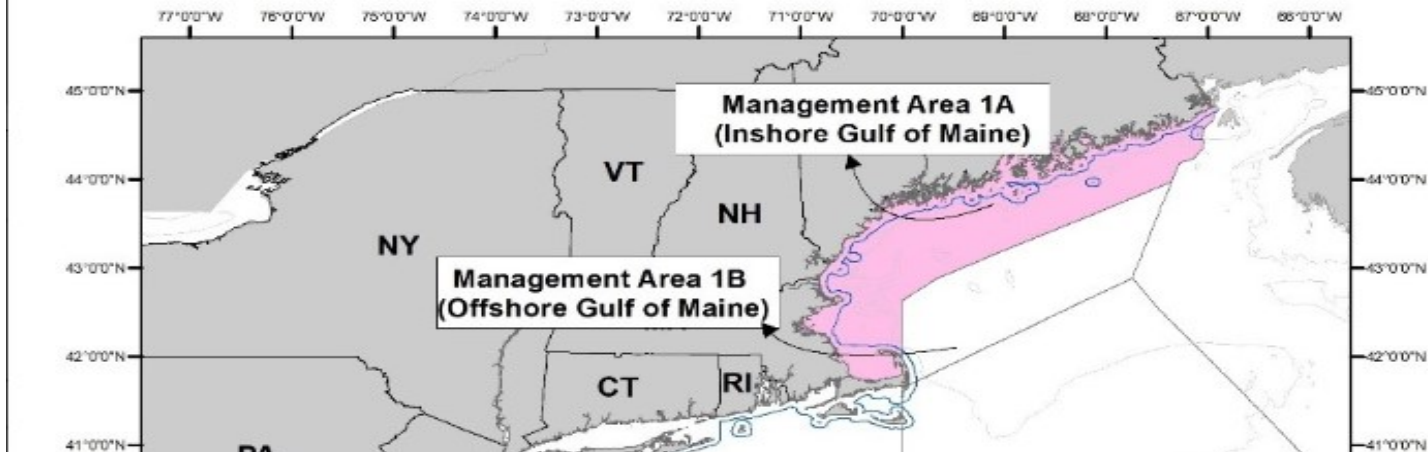 77°0'0"W 76°0'0"W 75°0'0"W 74°0'0"W 73°0'0"W 72°0'0"W 71°0'0"W 70°0'0"W 69°0'0"W 68°0'0"W 67°0'0"W 66°0'0"W
45°0'0"N 45°0'0"N
Management Area 1A
(Inshore Gulf of Maine)
VT
44°0'0"N 44°0'0"N
NH
NY
43°0'0"N 43°0'0"N
Management Area 1B
(Offshore Gulf of Maine)
42°0'0"N 42°0'0"N
CT RI
41°0'0"N 41°0'0"N
PA